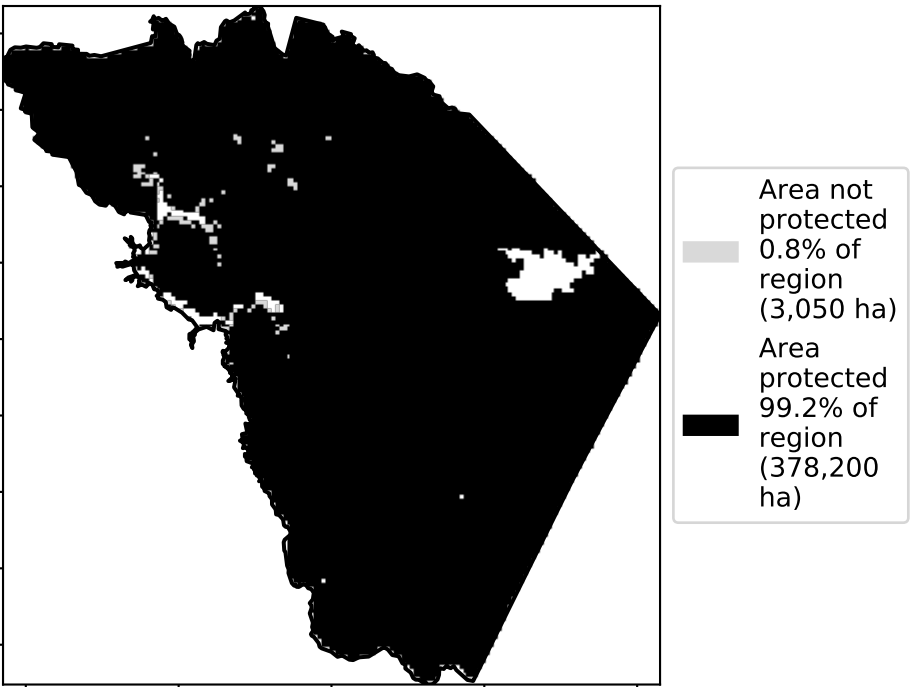 Area not
protected
0.8% of
region
(3,050 ha)
Area
protected
99.2% of
region
(378,200
ha)